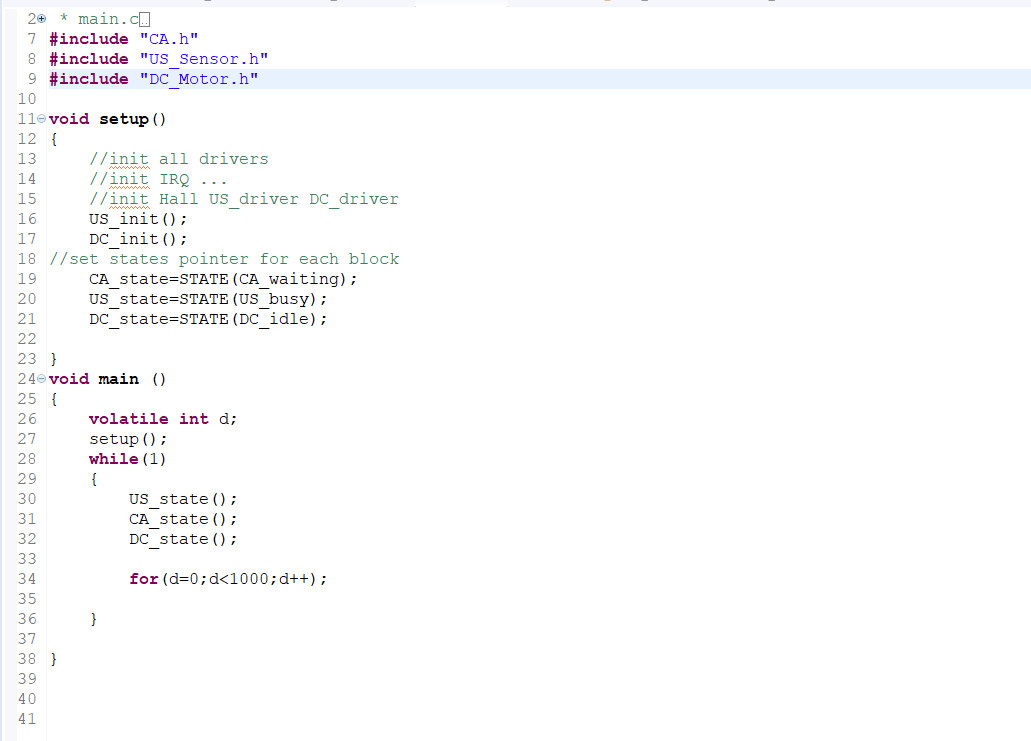 2 * main.c
7 #include "CA.h"
8 #include "US_Sensor.h"
9 #include "DC_Motor.h"
10
11 void setup()
12 {
13     //init all drivers
14     //init IRQ ...
15     //init Hall US_driver DC_driver
16     US_init();
17     DC_init();
18 //set states pointer for each block
19     CA_state=STATE(CA_waiting);
20     US_state=STATE(US_busy);
21     DC_state=STATE(DC_idle);
22
23 }
24 void main ()
25 {
26     volatile int d;
27     setup();
28     while(1)
29     {
30         US_state();
31         CA_state();
32         DC_state();
33
34         for(d=0;d<1000;d++);
35
36     }
37
38 }
39
40
41